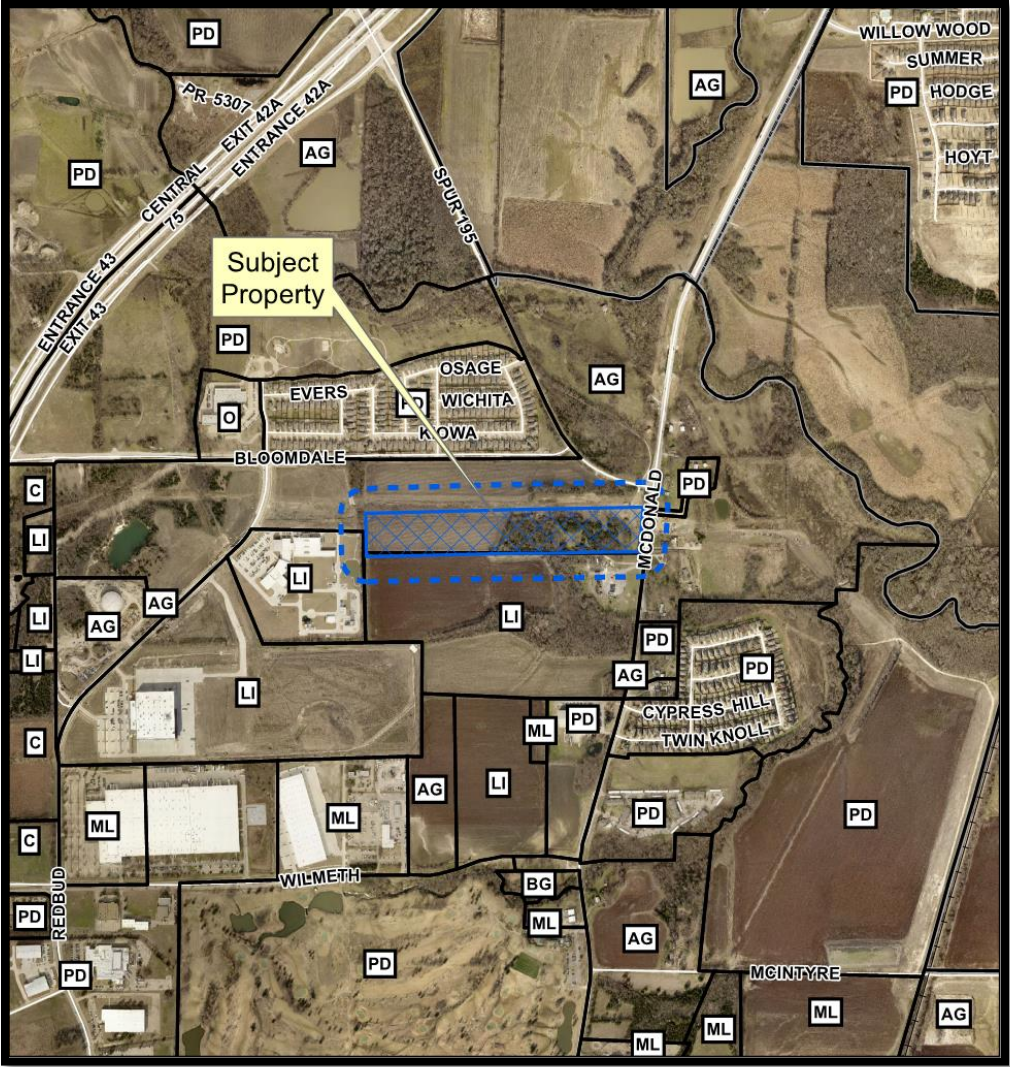 PD
WILLOW WOOD
SUMMER
PD
HODGE
HOYT
AG
PR 5307
EXIT 42A
ENTRANCE 42A
AG
PD
CENTRAL
75
SPUR 195
ENTRANCE 43
EXIT 43
Subject
Property
PD
OSAGE
AG
EVERS
PD
WICHITA
O
KIOWA
BLOOMDALE
PD
C
MCDONALD
LI
LI
AG
LI
AG
LI
PD
LI
AG
PD
LI
CYPRESS HILL
PD
ML
TWIN KNOLL
C
AG
LI
ML
ML
PD
PD
C
WILMETH
BG
REDBUD
PD
ML
AG
PD
PD
MCINTYRE
ML
AG
ML
ML